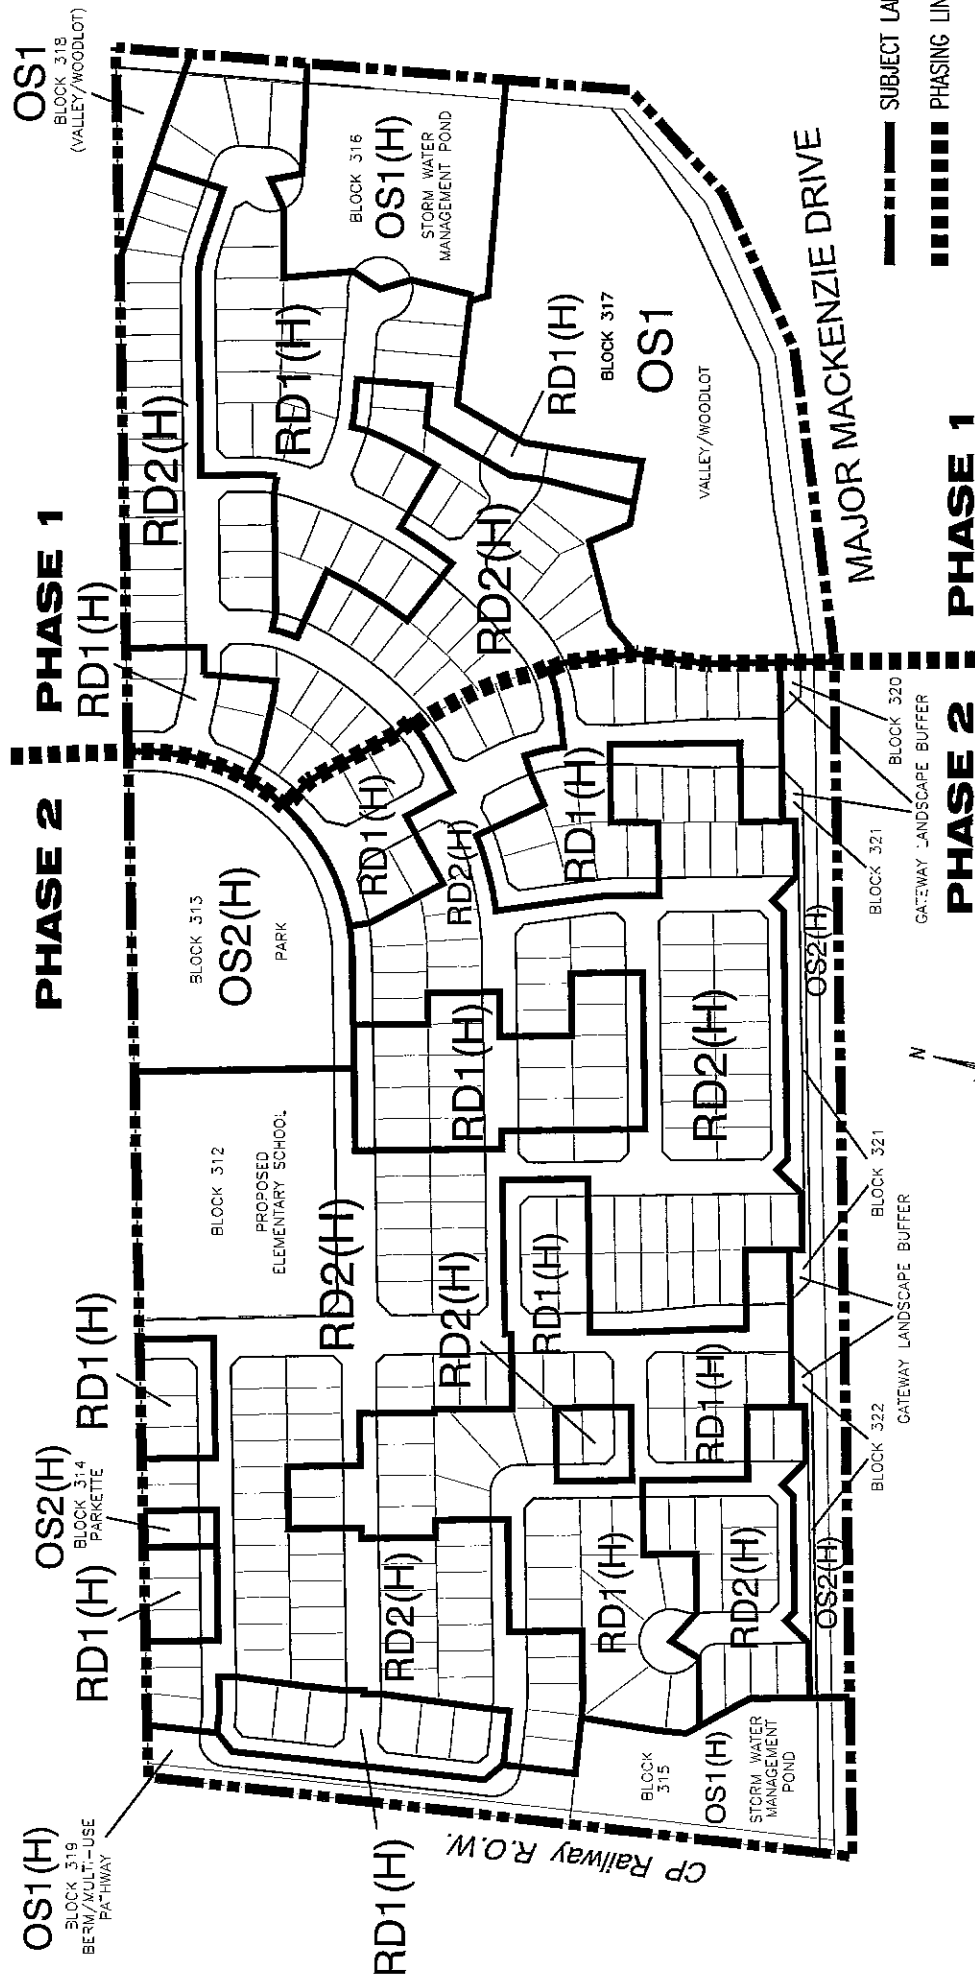 OS1
BLOCK 318
(VALLEY/WOODLOT)
BLOCK 316
OS1(H)
STORM WATER
MANAGEMENT POND
RD1(H)
RD2(H)
RD1(H)
BLOCK 317
OS1
VALLEY/WOODLOT
RD2(H)
MAJOR MACKENZIE DRIVE
SUBJECT
PHASING
PHASE 1
PHASE 2
RD1(H)
PHASE 1
PHASE 2
BLOCK 313
OS2(H)
PARK
RD1(H)
RD2(H)
RD1(H)
BLOCK 320
GATEWAY LANDSCAPE BUFFER
BLOCK 321
OS2(H)
RD1(H)
RD2(H)
N
BLOCK 312
PROPOSED
ELEMENTARY SCHOOL
RD2(H)
RD2(H)
RD1(H)
BLOCK 321
GATEWAY LANDSCAPE BUFFER
BLOCK 322
RD1(H)
RD1(H)
OS2(H)
BLOCK 314
PARKETTE
RD1(H)
RD2(H)
RD1(H)
RD2(H)
OS2(H)
OS1(H)
BLOCK 319
BERM/MULTI-USE
PATHWAY
RD1(H)
CP Railway R.O.W.
BLOCK
315
OS1(H)
STORM WATER
MANAGEMENT
POND